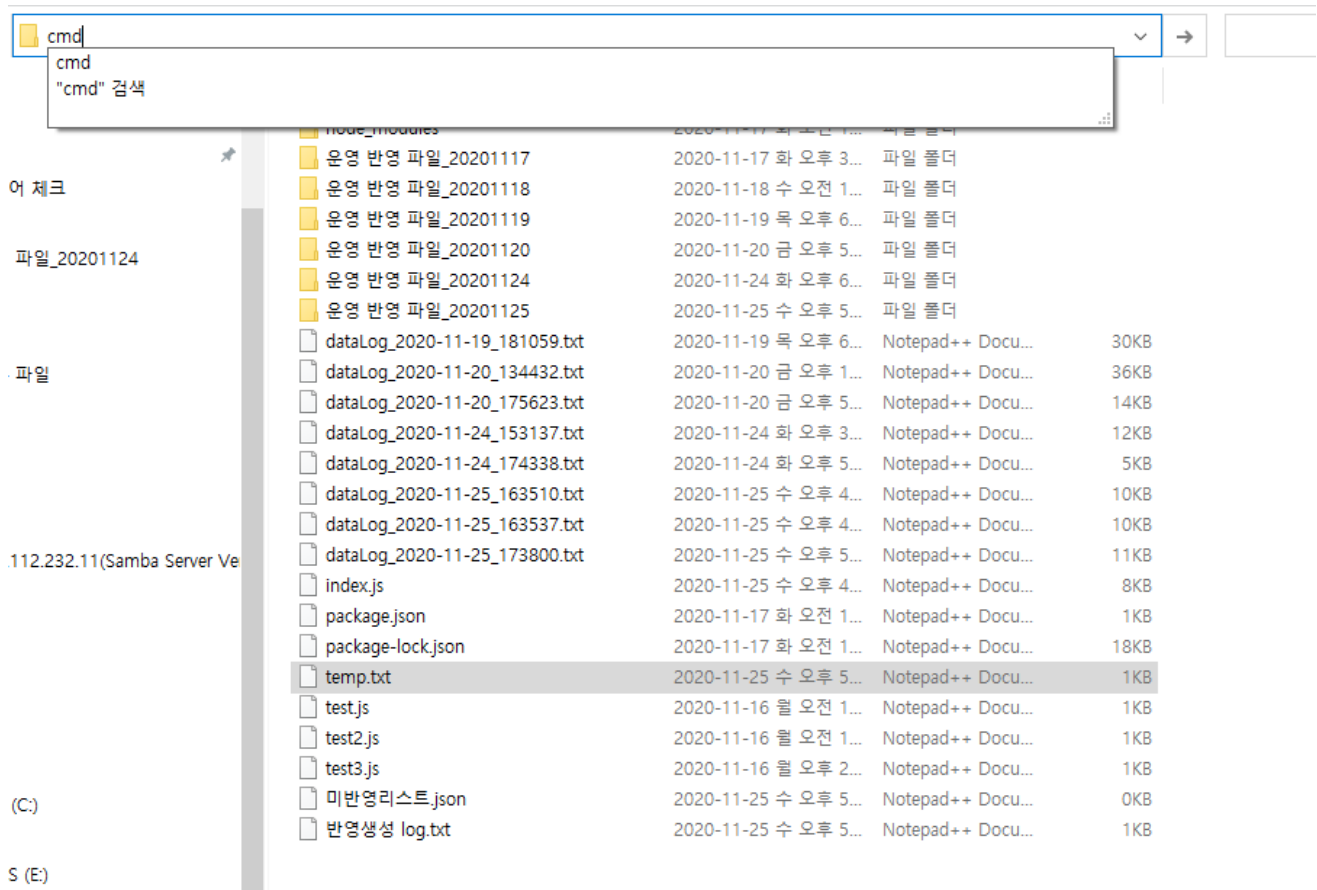 cmd
cmd
"cmd" 검색
node_modules 2020-11-17 화 오전 1... 파일 폴더
운영 반영 파일_20201117 2020-11-17 화 오후 3... 파일 폴더
어 체크
운영 반영 파일_20201118 2020-11-18 수 오전 1... 파일 폴더
운영 반영 파일_20201119 2020-11-19 목 오후 6... 파일 폴더
파일_20201124
운영 반영 파일_20201120 2020-11-20 금 오후 5... 파일 폴더
운영 반영 파일_20201124 2020-11-24 화 오후 6... 파일 폴더
운영 반영 파일_20201125 2020-11-25 수 오후 5... 파일 폴더
dataLog_2020-11-19_181059.txt 2020-11-19 목 오후 6... Notepad++ Docu... 30KB
파일
dataLog_2020-11-20_134432.txt 2020-11-20 금 오후 1... Notepad++ Docu... 36KB
dataLog_2020-11-20_175623.txt 2020-11-20 금 오후 5... Notepad++ Docu... 14KB
dataLog_2020-11-24_153137.txt 2020-11-24 화 오후 3... Notepad++ Docu... 12KB
dataLog_2020-11-24_174338.txt 2020-11-24 화 오후 5... Notepad++ Docu... 5KB
dataLog_2020-11-25_163510.txt 2020-11-25 수 오후 4... Notepad++ Docu... 10KB
dataLog_2020-11-25_163537.txt 2020-11-25 수 오후 4... Notepad++ Docu... 10KB
dataLog_2020-11-25_173800.txt 2020-11-25 수 오후 5... Notepad++ Docu... 11KB
.112.232.11(Samba Server Ve
index.js 2020-11-25 수 오후 4... Notepad++ Docu... 8KB
package.json 2020-11-17 화 오전 1... Notepad++ Docu... 1KB
package-lock.json 2020-11-17 화 오전 1... Notepad++ Docu... 18KB
temp.txt 2020-11-25 수 오후 5... Notepad++ Docu... 1KB
test.js 2020-11-16 월 오전 1... Notepad++ Docu... 1KB
test2.js 2020-11-16 월 오전 1... Notepad++ Docu... 1KB
test3.js 2020-11-16 월 오후 2... Notepad++ Docu... 1KB
(C:)
미반영리스트.json 2020-11-25 수 오후 5... Notepad++ Docu... 0KB
반영생성 log.txt 2020-11-25 수 오후 5... Notepad++ Docu... 1KB
S (E:)